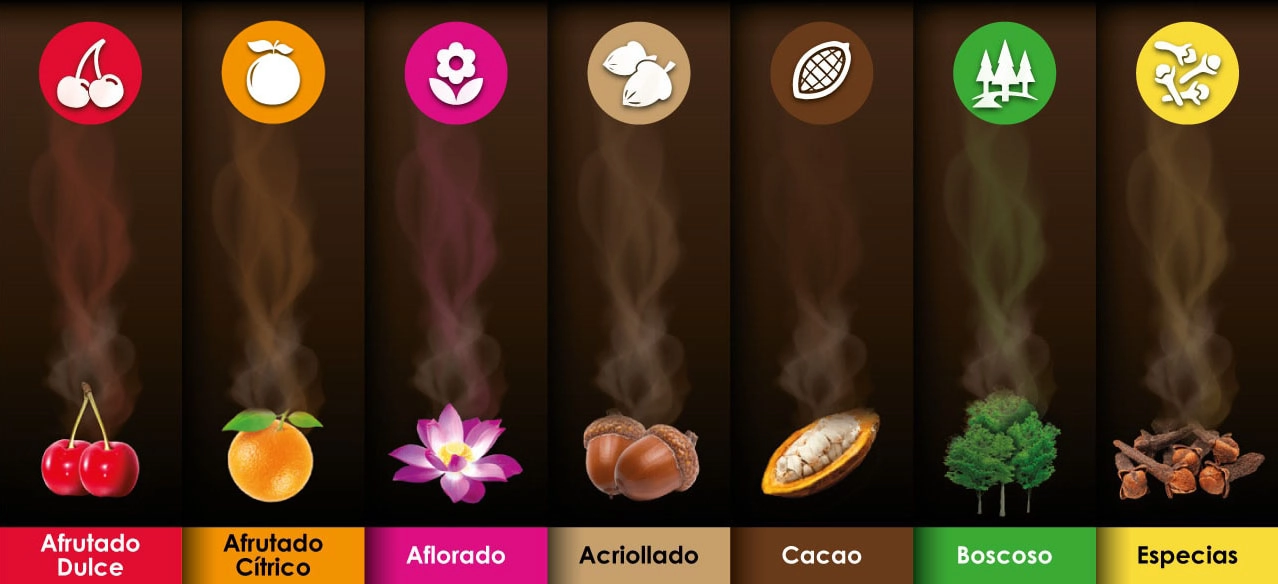 Afrutado
Dulce
Afrutado
Cítrico
Aflorado
Acriollado
Cacao
Boscoso
Especias